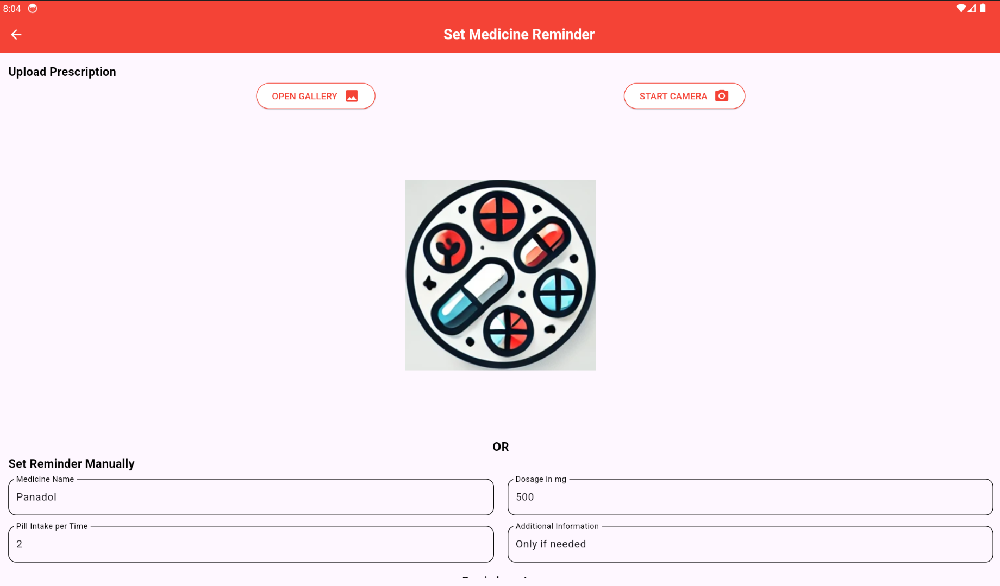 8:04
Set Medicine Reminder
Upload Prescription
OPEN GALLERY
START CAMERA
OR
Set Reminder Manually
Medicine Name
Dosage in mg
Panadol
500
Pill Intake per Time
Additional Information
2
Only if needed